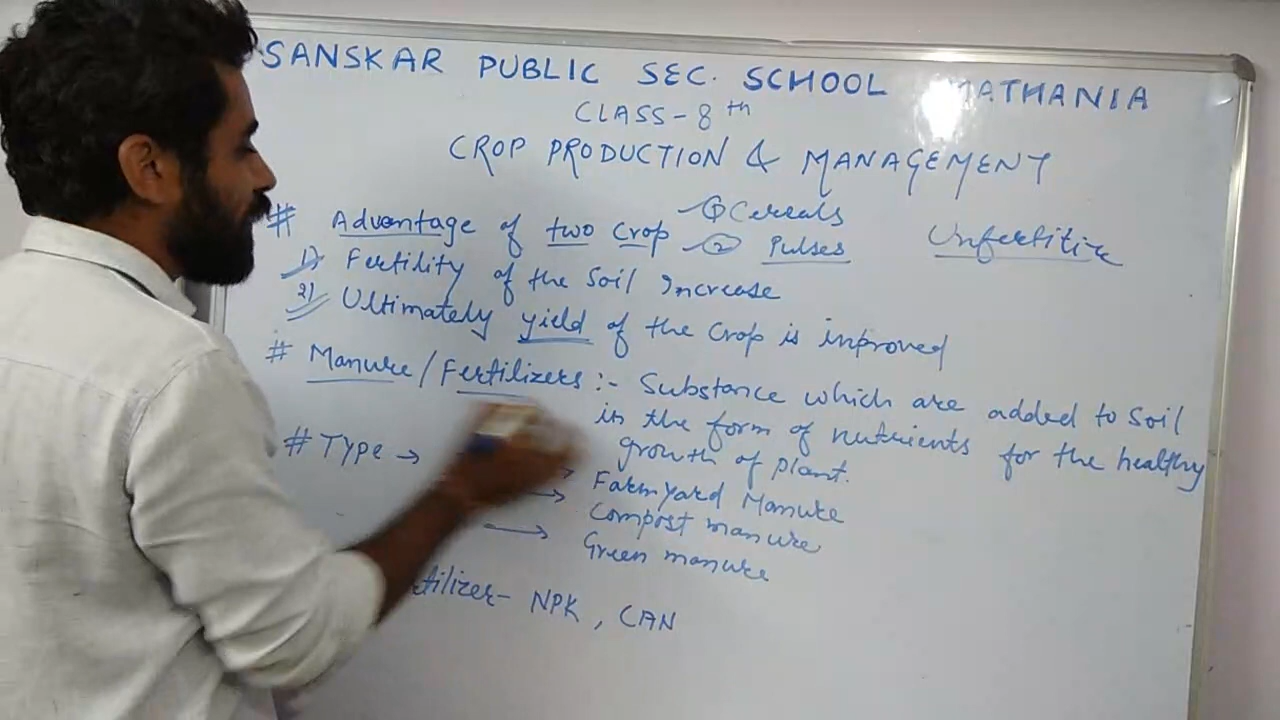 SANSKAR PUBLIC SEC. SCHOOL MATHANIA
CLASS-8th
CROP PRODUCTION & MANAGEMENT
# Advantage of two Crop
① Cereals
② Pulses
1) Fertility of the Soil Increase
2) Ultimately yield of the Crop is improved
# Manure / Fertilizers :- Substance which are added to Soil
in the form of nutrients for the healthy
growth of plant.
# Type →
→ Farmyard Manure
→ Compost manure
→ Green manure
tilizer- NPK, CAN